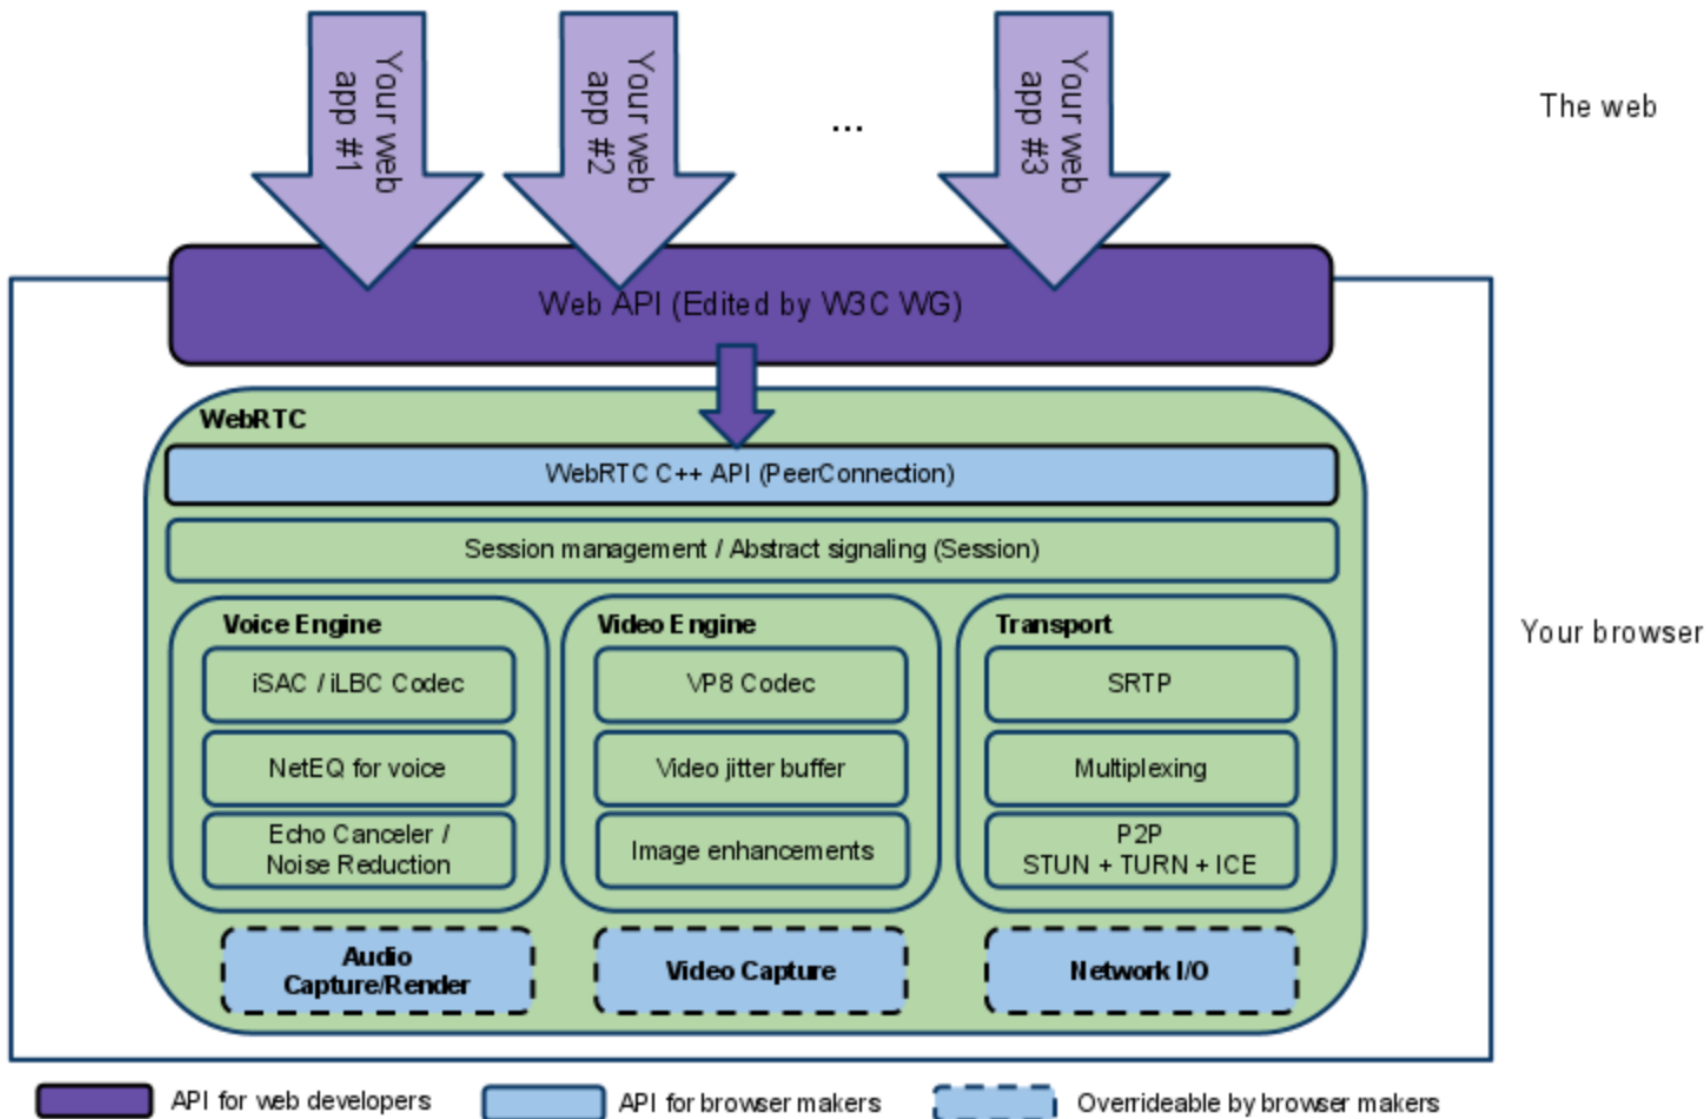 Your web
app #1
Your web
app #2
...
Your web
app #3
The web
Web API (Edited by W3C WG)
WebRTC
WebRTC C++ API (PeerConnection)
Session management / Abstract signaling (Session)
Your browser
Voice Engine
iSAC / iLBC Codec
NetEQ for voice
Echo Canceler /
Noise Reduction
Video Engine
VP8 Codec
Video jitter buffer
Image enhancements
Transport
SRTP
Multiplexing
P2P
STUN + TURN + ICE
Audio
Capture/Render
Video Capture
Network I/O
API for web developers
API for browser makers
Overrideable by browser makers